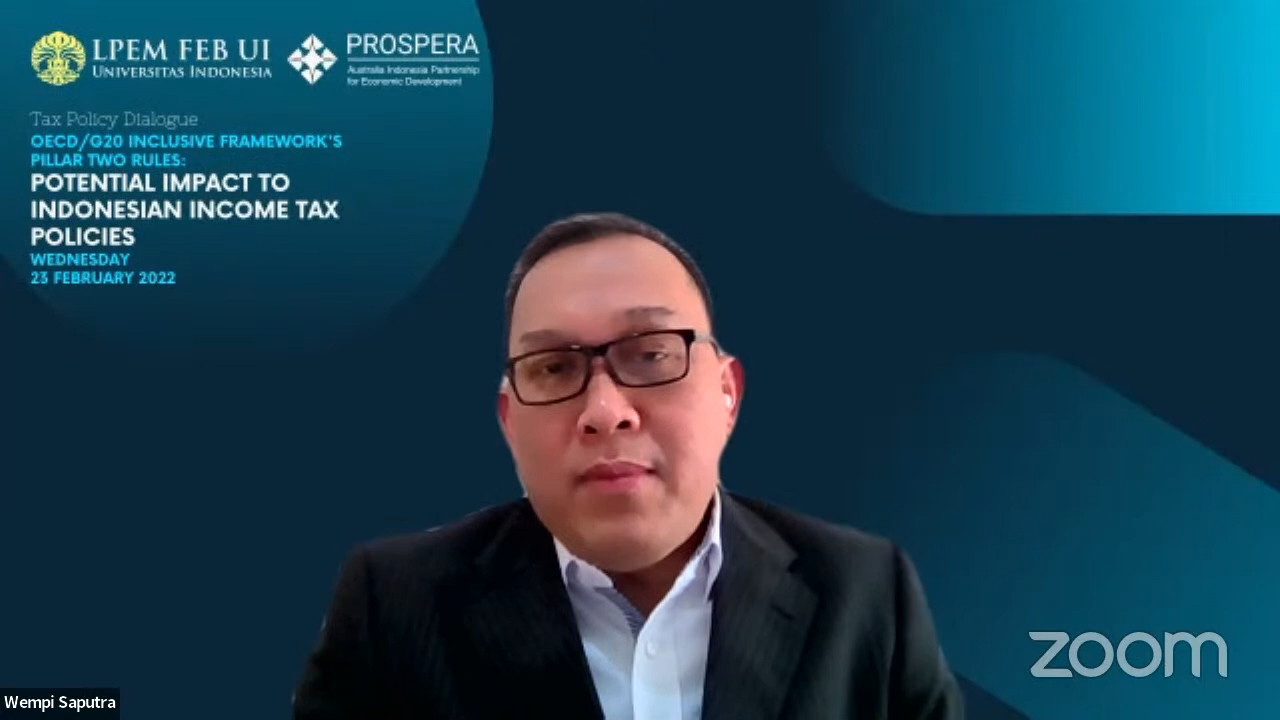 LPEM FEB UI
UNIVERSITAS INDONESIA
PROSPERA
Australia Indonesia Partnership
for Economic Development
Tax Policy Dialogue
OECD/G20 INCLUSIVE FRAMEWORK'S
PILLAR TWO RULES:
POTENTIAL IMPACT TO
INDONESIAN INCOME TAX
POLICIES
WEDNESDAY
23 FEBRUARY 2022
zoom
Wempi Saputra